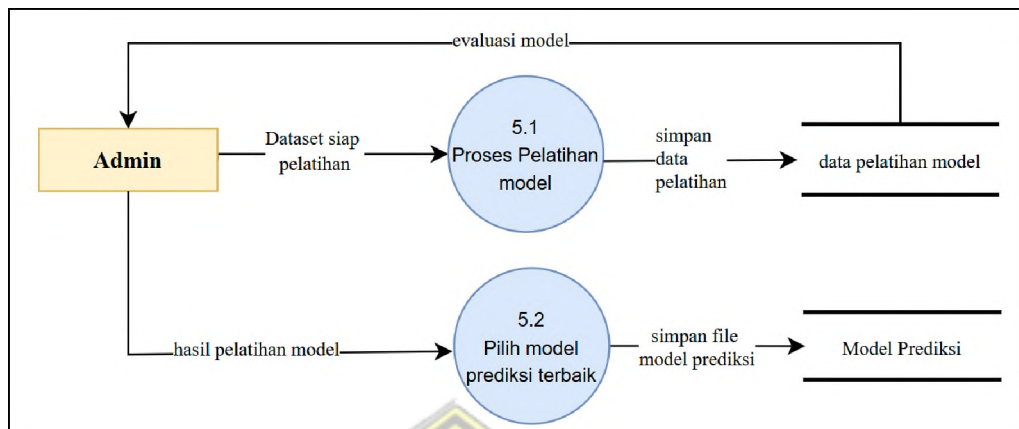 evaluasi model
Admin
Dataset siap
pelatihan
5.1
Proses Pelatihan
model
simpan
data
pelatihan
data pelatihan model
hasil pelatihan model
5.2
Pilih model
prediksi terbaik
simpan file
model prediksi
Model Prediksi